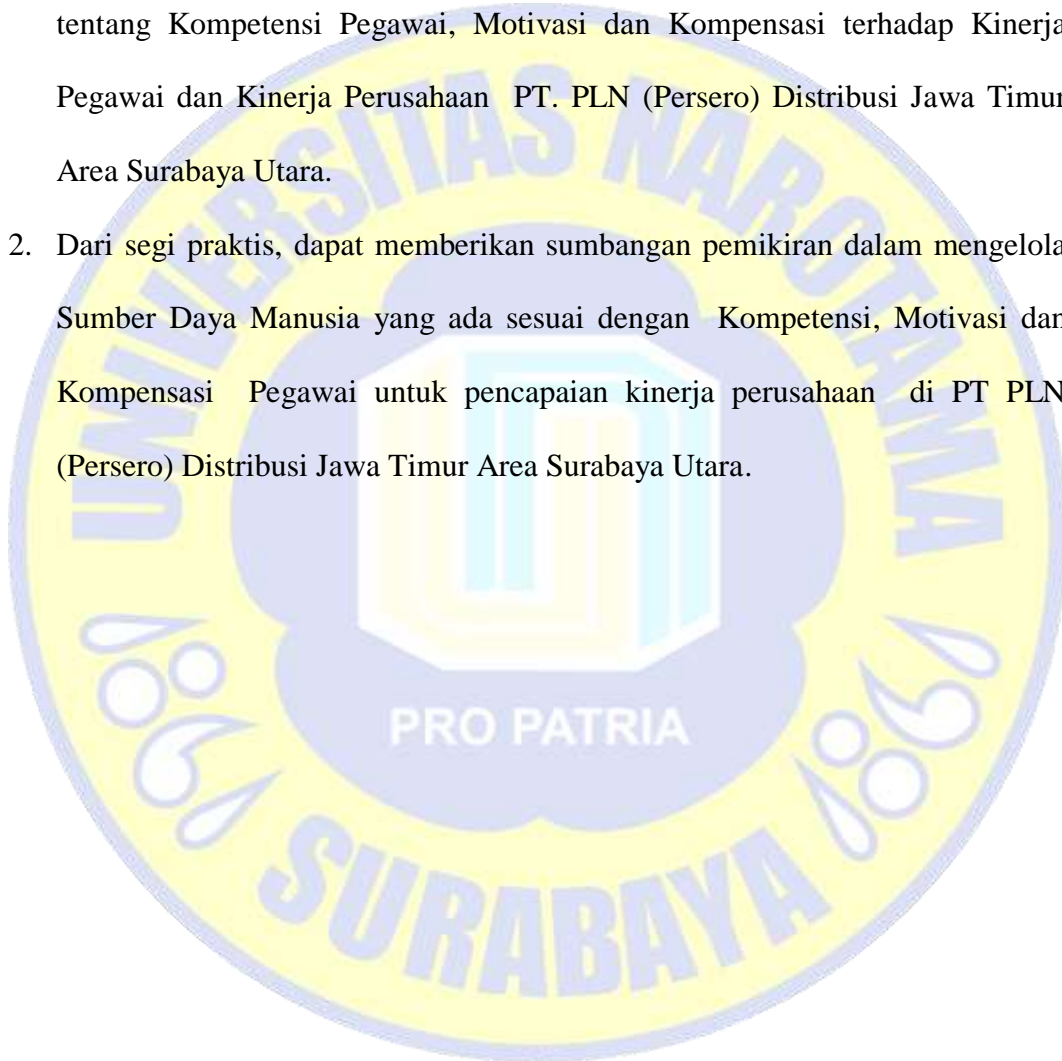 tentang Kompetensi Pegawai, Motivasi dan Kompensasi terhadap Kinerja
Pegawai dan Kinerja Perusahaan PT. PLN (Persero) Distribusi Jawa Timur
Area Surabaya Utara.
2. Dari segi praktis, dapat memberikan sumbangan pemikiran dalam mengelola
Sumber Daya Manusia yang ada sesuai dengan Kompetensi, Motivasi dan
Kompensasi Pegawai untuk pencapaian kinerja perusahaan di PT PLN
(Persero) Distribusi Jawa Timur Area Surabaya Utara.
UNIVERSITAS NAROTAMA
PRO PATRIA
SURABAYA